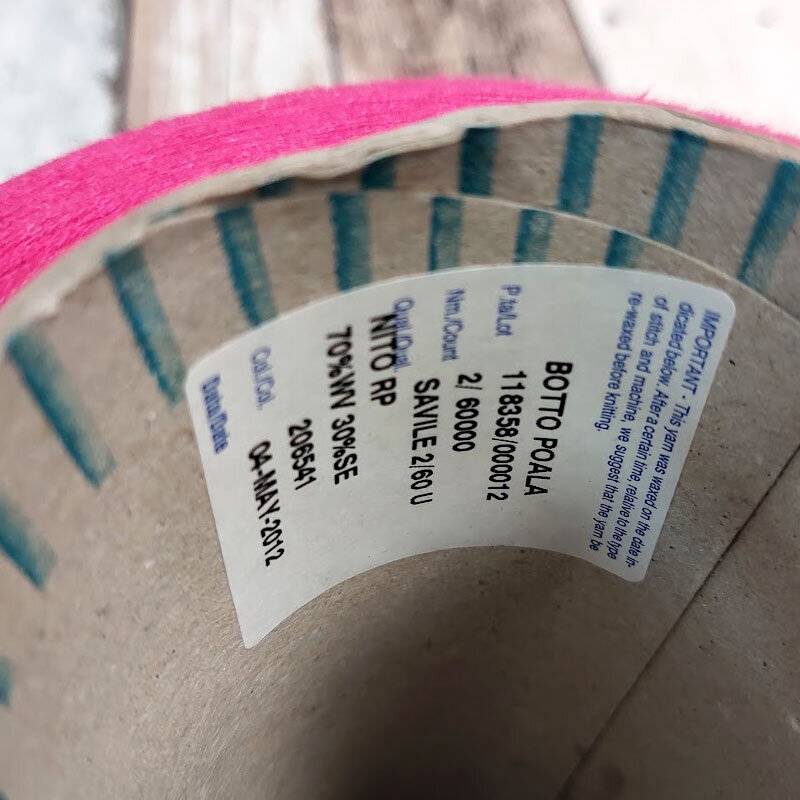 IMPORTANT - This yarn was waxed on the date in-
dicated below. After a certain time, relative to the type
of stitch and machine, we suggest that the yarn be
re-waxed before knitting.
BOTTO POALA
P.ta/Lot 118358/000012
Nm./Count 2/ 60000
SAVILE 2/60 U
Qual./Qual. NITO RP
70%WV 30%SE
Col./Col. 206541
Data/Date 04-MAY-2012